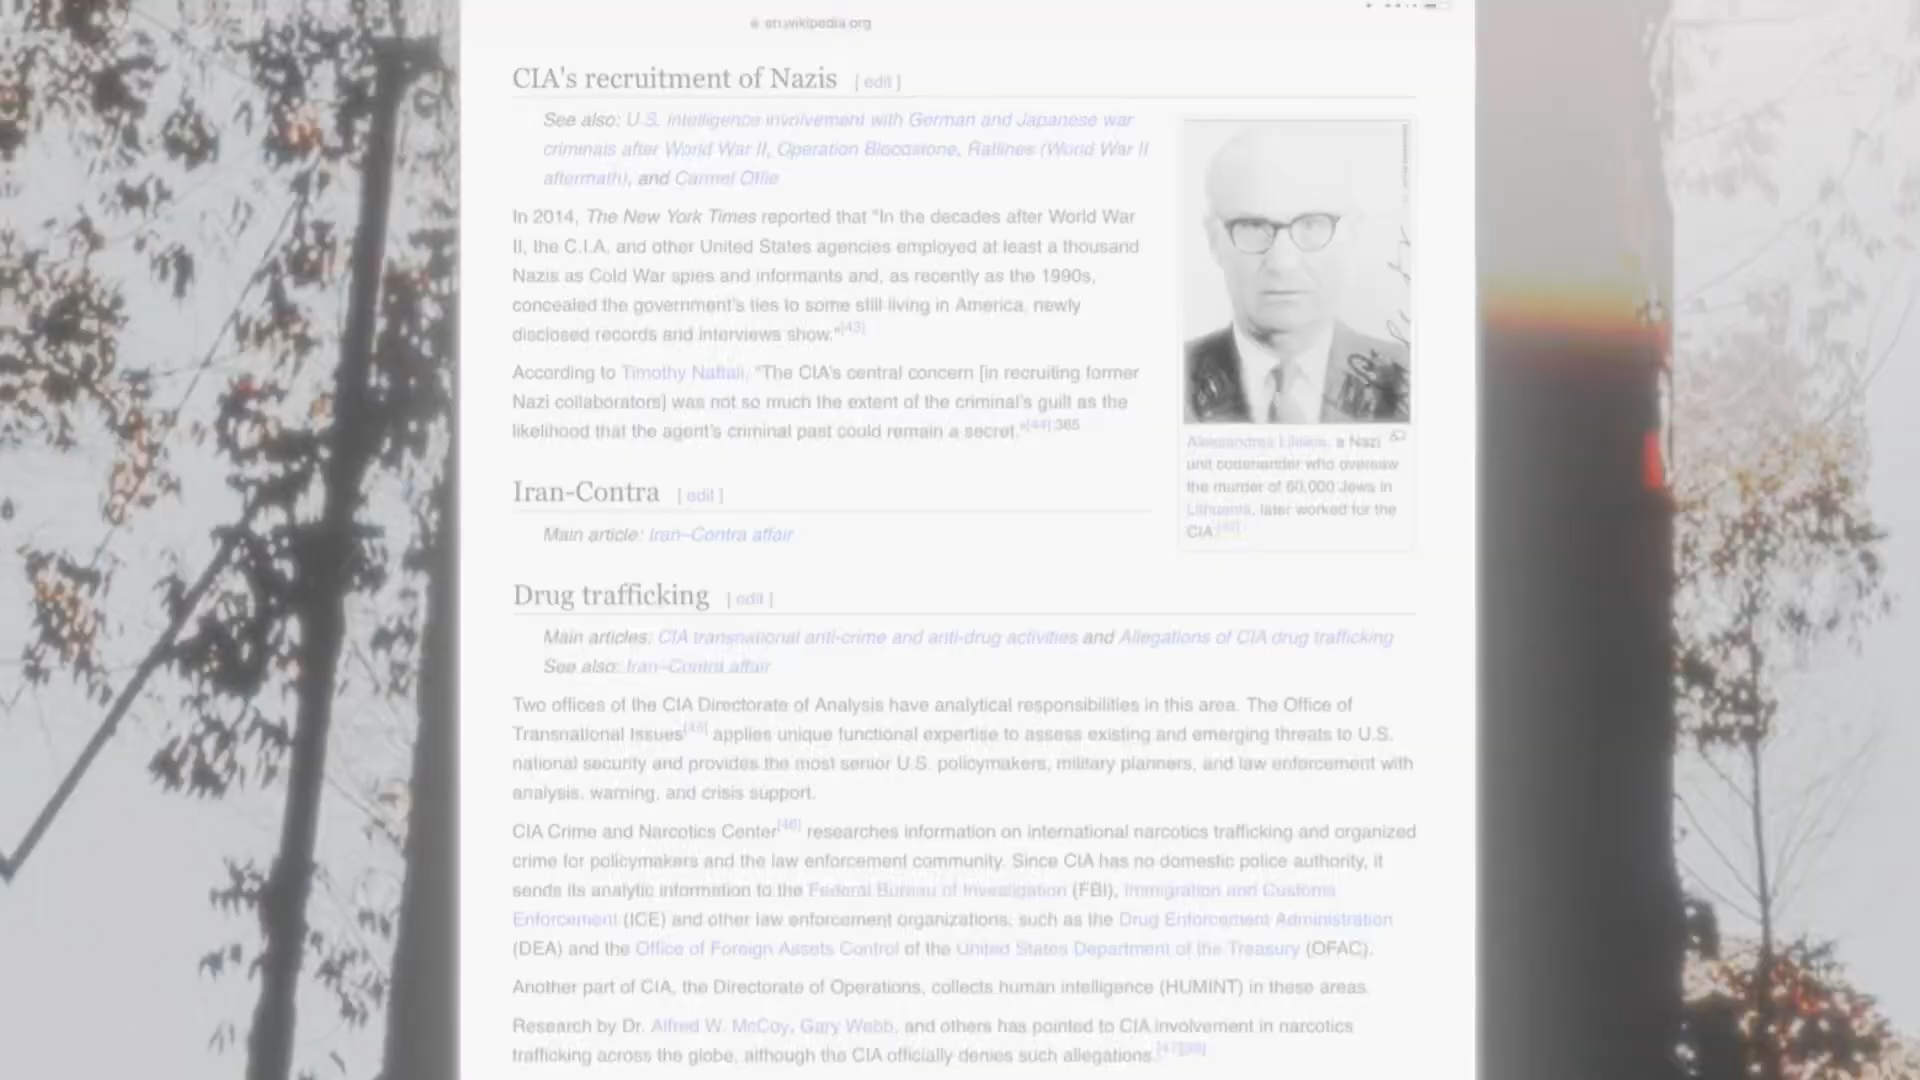 en.wikipedia.org
CIA's recruitment of Nazis [ edit ]
See also: U.S. intelligence involvement with German and Japanese war
criminals after World War II, Operation Bloodstone, Ratlines (World War II
aftermath), and Carmel Offie
In 2014, The New York Times reported that "In the decades after World War
II, the C.I.A. and other United States agencies employed at least a thousand
Nazis as Cold War spies and informants and, as recently as the 1990s,
concealed the government's ties to some still living in America, newly
disclosed records and interviews show."[43]
According to Timothy Naftali, "The CIA's central concern [in recruiting former
Nazi collaborators] was not so much the extent of the criminal's guilt as the
likelihood that the agent's criminal past could remain a secret."[44]:365
Aleksandras Lileikis, a Nazi
unit commander who oversaw
the murder of 60,000 Jews in
Lithuania, later worked for the
CIA.
Iran-Contra [ edit ]
Main article: Iran–Contra affair
Drug trafficking [ edit ]
Main articles: CIA transnational anti-crime and anti-drug activities and Allegations of CIA drug trafficking
See also: Iran–Contra affair
Two offices of the CIA Directorate of Analysis have analytical responsibilities in this area. The Office of
Transnational Issues[45] applies unique functional expertise to assess existing and emerging threats to U.S.
national security and provides the most senior U.S. policymakers, military planners, and law enforcement with
analysis, warning, and crisis support.
CIA Crime and Narcotics Center[46] researches information on international narcotics trafficking and organized
crime for policymakers and the law enforcement community. Since CIA has no domestic police authority, it
sends its analytic information to the Federal Bureau of Investigation (FBI), Immigration and Customs
Enforcement (ICE) and other law enforcement organizations, such as the Drug Enforcement Administration
(DEA) and the Office of Foreign Assets Control of the United States Department of the Treasury (OFAC).
Another part of CIA, the Directorate of Operations, collects human intelligence (HUMINT) in these areas.
Research by Dr. Alfred W. McCoy, Gary Webb, and others has pointed to CIA involvement in narcotics
trafficking across the globe, although the CIA officially denies such allegations.